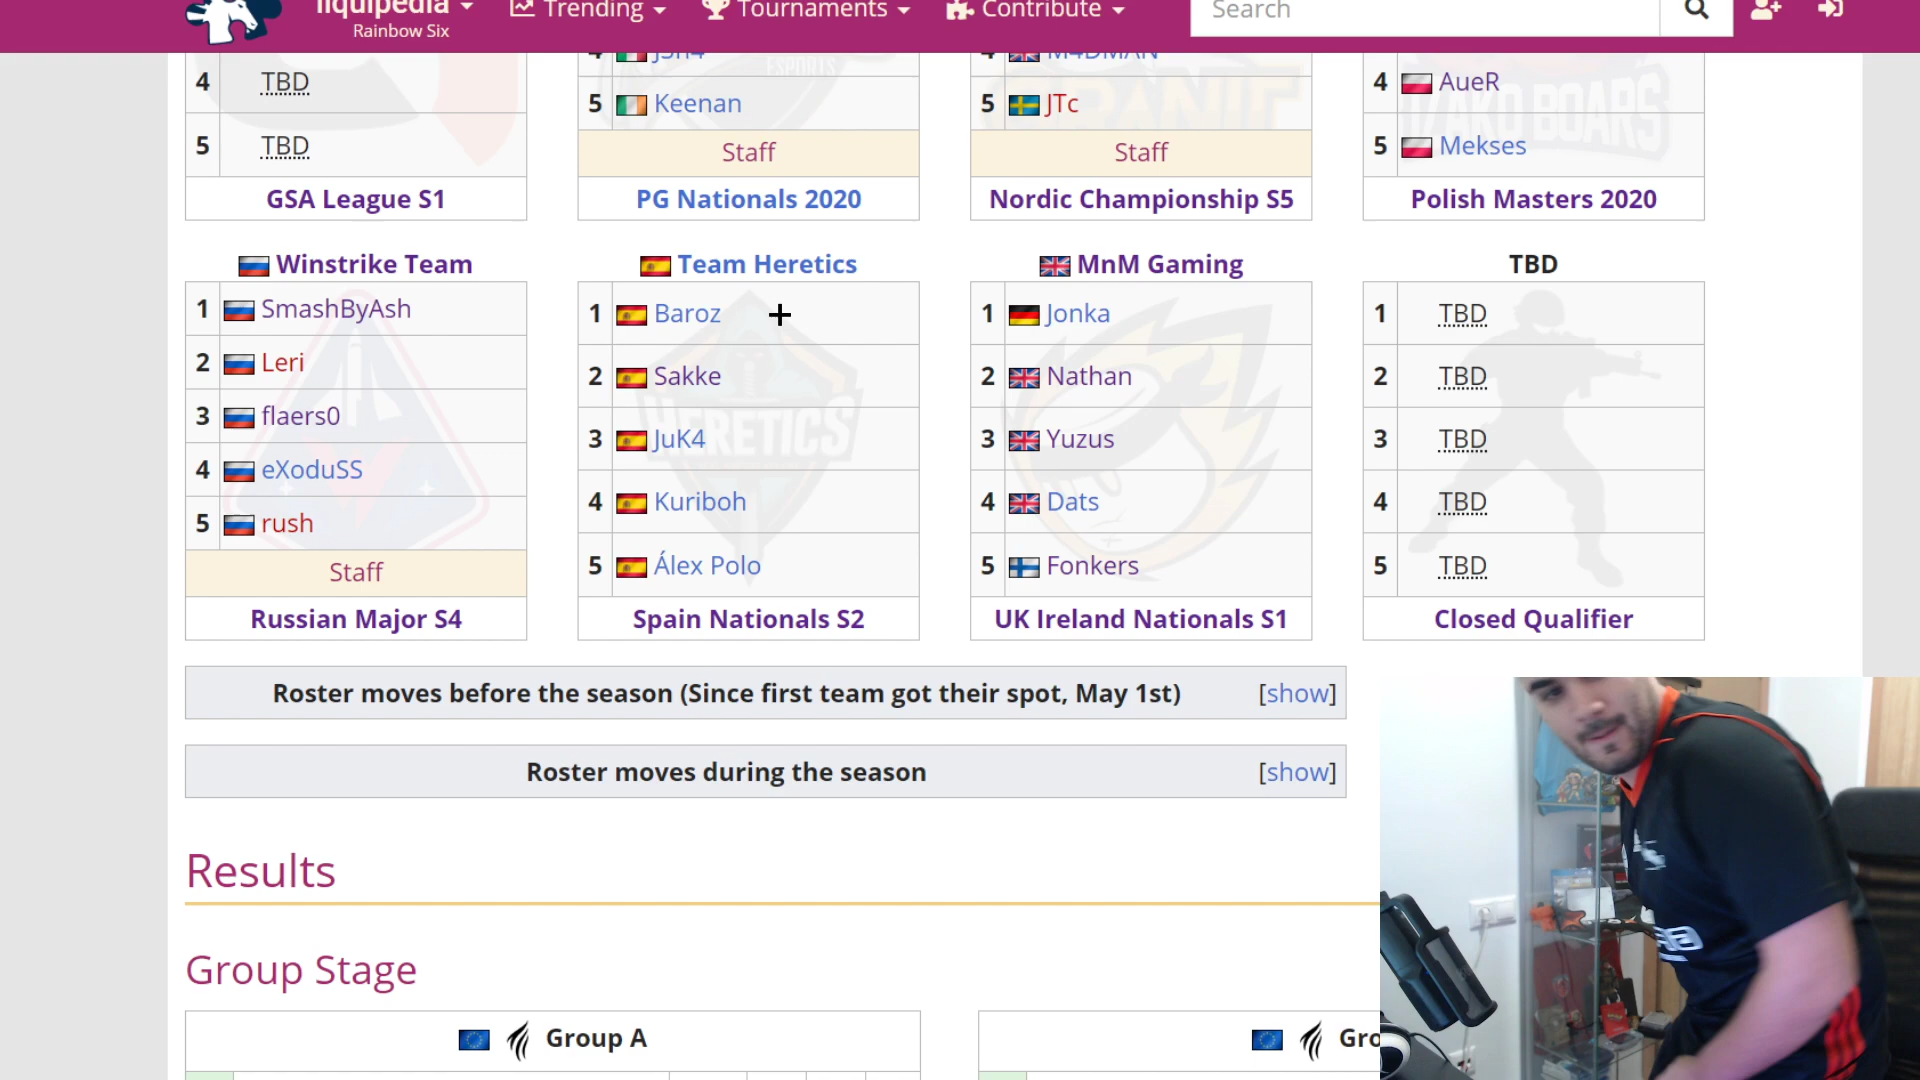 liquipedia
Rainbow Six
Trending
Tournaments
Contribute
Search
4 TBD
5 TBD
GSA League S1
4 J3n4
5 Keenan
Staff
PG Nationals 2020
4 M4DMAN
5 JTc
Staff
Nordic Championship S5
4 AueR
5 Mekses
Polish Masters 2020
Winstrike Team
1 SmashByAsh
2 Leri
3 flaers0
4 eXoduSS
5 rush
Staff
Russian Major S4
Team Heretics
1 Baroz
2 Sakke
3 JuK4
4 Kuriboh
5 Álex Polo
HERETICS
Spain Nationals S2
MnM Gaming
1 Jonka
2 Nathan
3 Yuzus
4 Dats
5 Fonkers
UK Ireland Nationals S1
TBD
1 TBD
2 TBD
3 TBD
4 TBD
5 TBD
Closed Qualifier
Roster moves before the season (Since first team got their spot, May 1st) [show]
Roster moves during the season [show]
Results
Group Stage
Group A
Gro